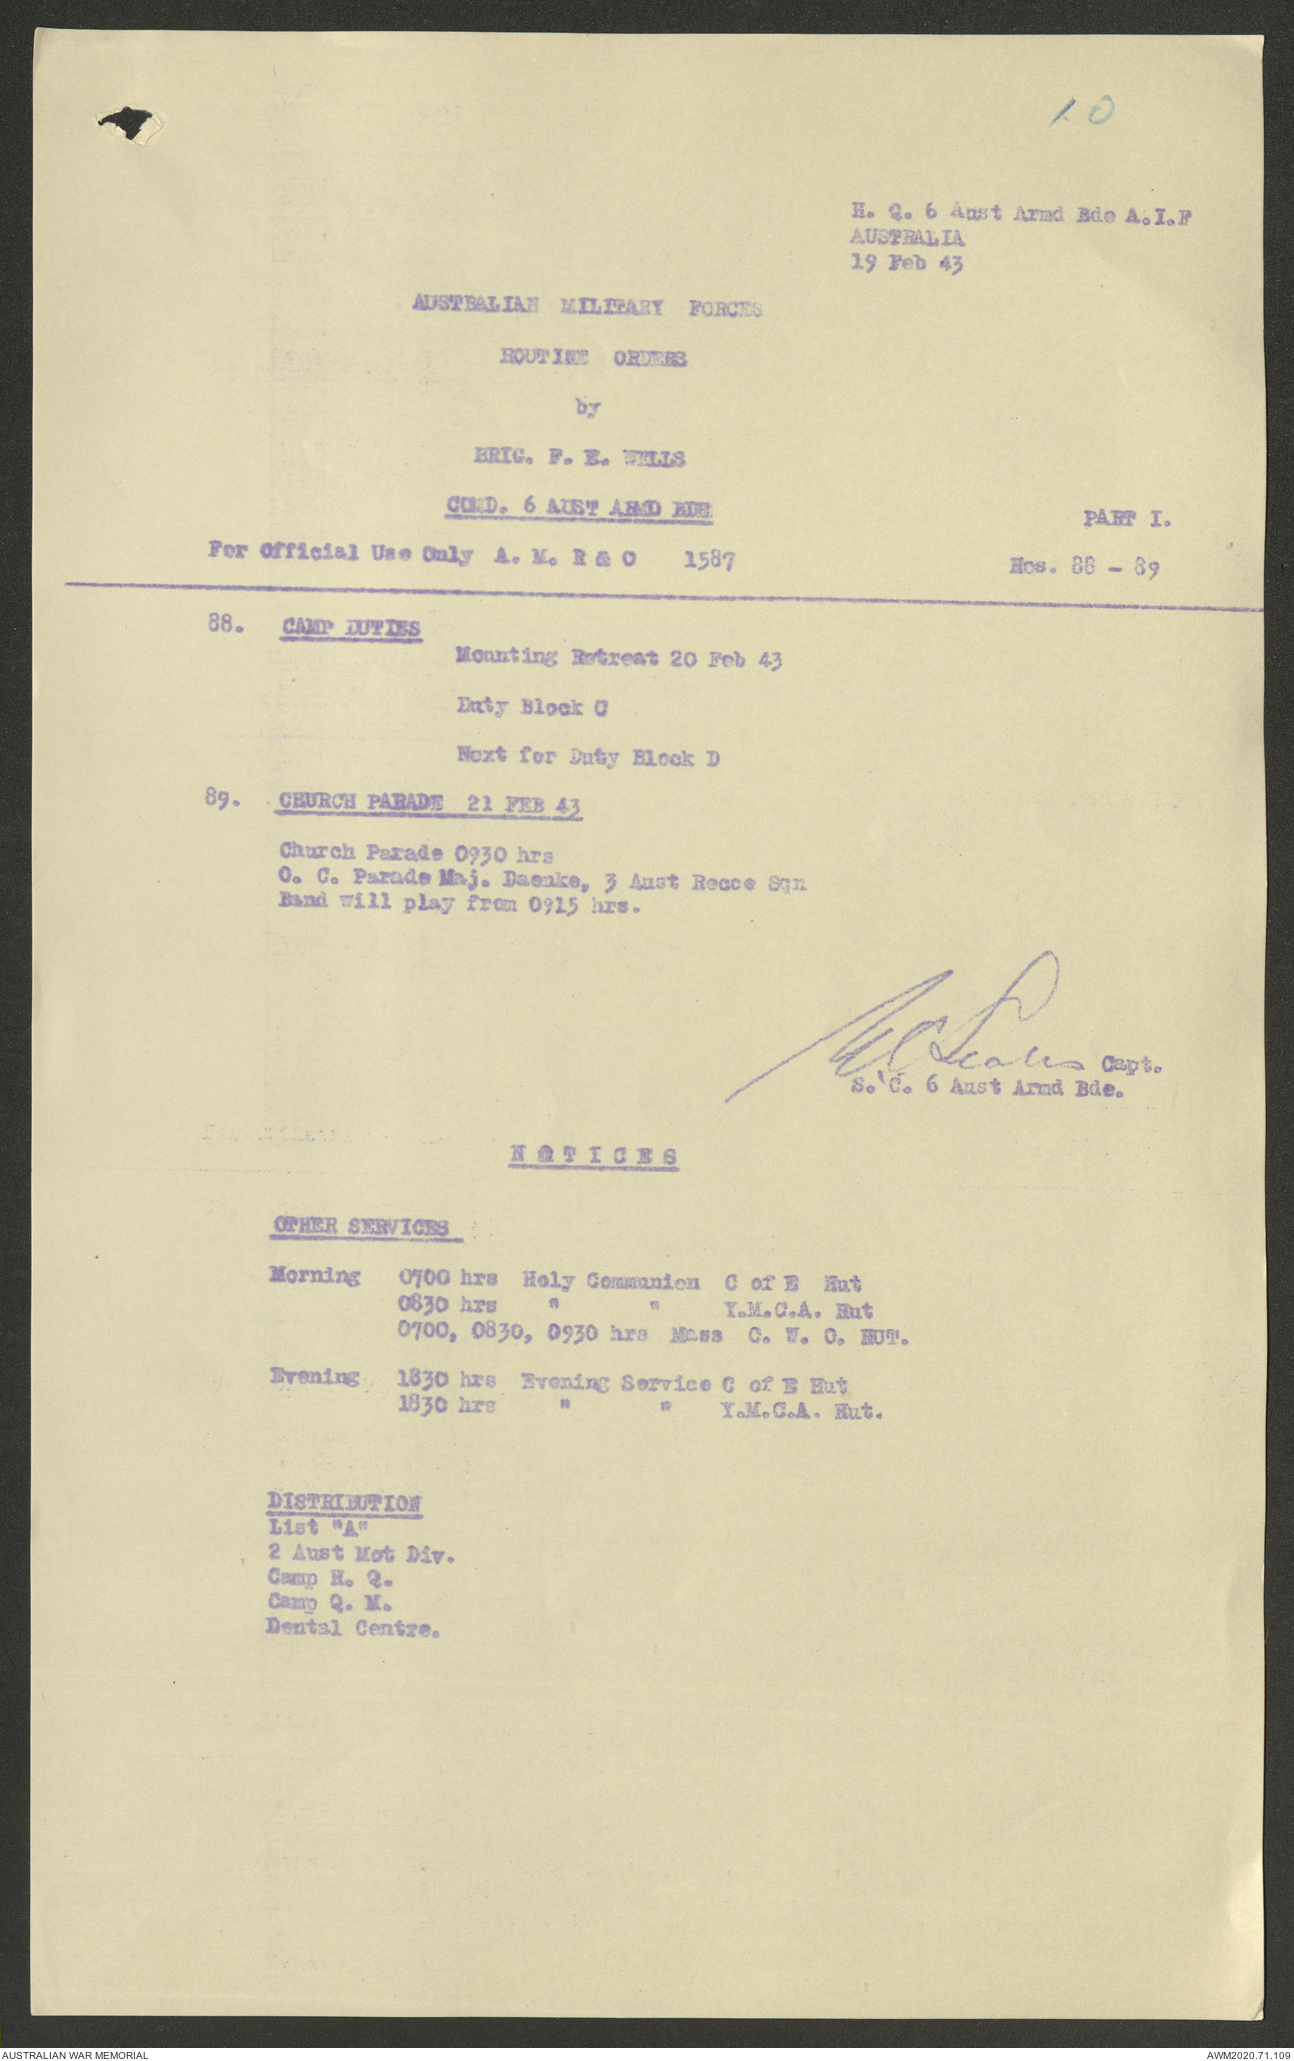 10
H. Q. 6 Aust Armd Bde A.I.F
AUSTRALIA
19 Feb 43
AUSTRALIAN MILITARY FORCES
ROUTINE ORDERS
by
BRIG. F. E. WELLS
COMD. 6 AUST ARMD BDE
PART I.
For Official Use Only A. M. R & O 1587
Nos. 88 - 89
88. CAMP DUTIES
Mounting Retreat 20 Feb 43
Duty Block C
Next for Duty Block D
89. CHURCH PARADE 21 FEB 43
Church Parade 0930 hrs
O. C. Parade Maj. Daenke, 3 Aust Recce Sqn
Band will play from 0915 hrs.
Capt.
S. C. 6 Aust Armd Bde.
N O T I C E S
OTHER SERVICES
Morning 0700 hrs Holy Communion C of E Hut
0830 hrs " " Y.M.C.A. Hut
0700, 0830, 0930 hrs Mass C. W. O. HUT.
Evening 1830 hrs Evening Service C of E Hut
1830 hrs " " Y.M.C.A. Hut.
DISTRIBUTION
List "A"
2 Aust Mot Div.
Camp H. Q.
Camp Q. M.
Dental Centre.
AUSTRALIAN WAR MEMORIAL
AWM2020.71.109